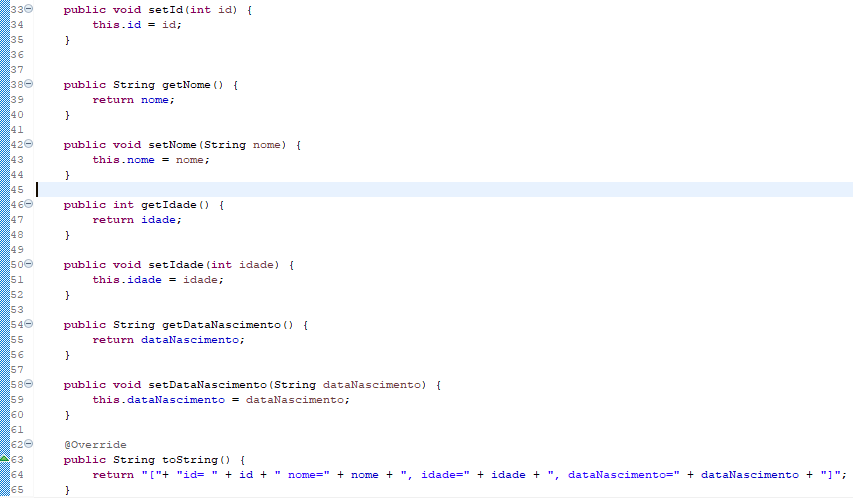 33 public void setId(int id) {
34 this.id = id;
35 }
36
37
38 public String getNome() {
39 return nome;
40 }
41
42 public void setNome(String nome) {
43 this.nome = nome;
44 }
45
46 public int getIdade() {
47 return idade;
48 }
49
50 public void setIdade(int idade) {
51 this.idade = idade;
52 }
53
54 public String getDataNascimento() {
55 return dataNascimento;
56 }
57
58 public void setDataNascimento(String dataNascimento) {
59 this.dataNascimento = dataNascimento;
60 }
61
62 @Override
63 public String toString() {
64 return "["+ "id= " + id + " nome=" + nome + ", idade=" + idade + ", dataNascimento=" + dataNascimento + "]";
65 }